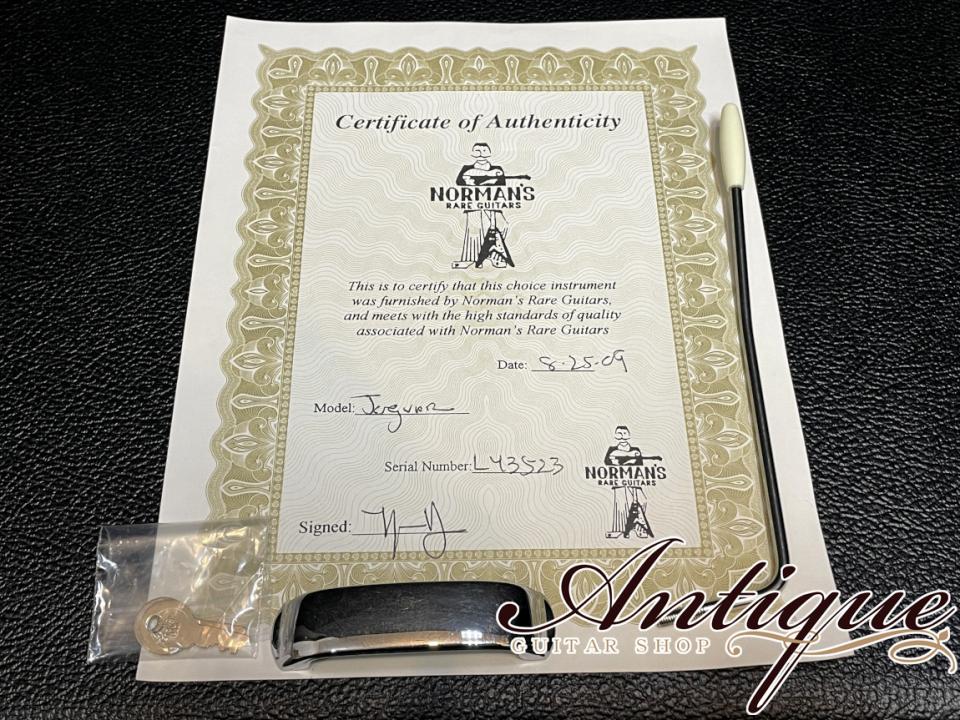 Certificate of Authenticity
NORMAN'S
RARE GUITARS
This is to certify that this choice instrument
was furnished by Norman's Rare Guitars,
and meets with the high standards of quality
associated with Norman's Rare Guitars
Date: 8-25-09
Model: Jaguar
Serial Number: L43523
NORMAN'S
RARE GUITARS
Signed:
Antique
GUITAR SHOP